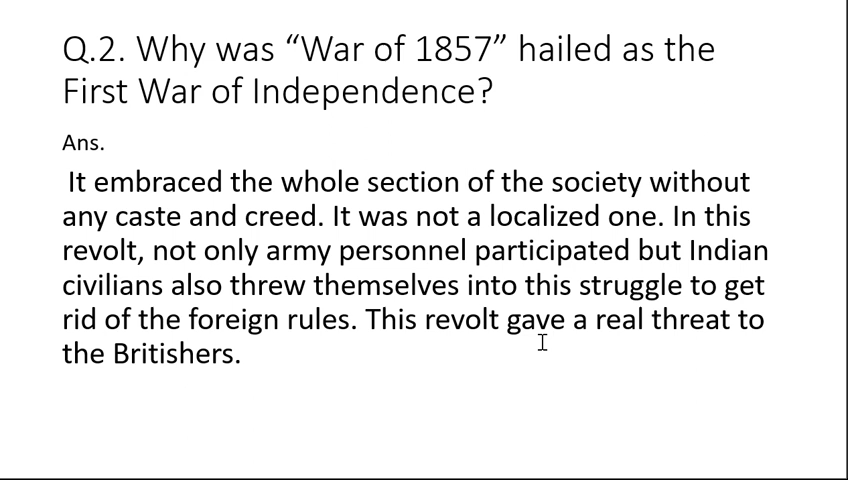 Q.2. Why was “War of 1857” hailed as the
First War of Independence?
Ans.
It embraced the whole section of the society without
any caste and creed. It was not a localized one. In this
revolt, not only army personnel participated but Indian
civilians also threw themselves into this struggle to get
rid of the foreign rules. This revolt gave a real threat to
the Britishers.